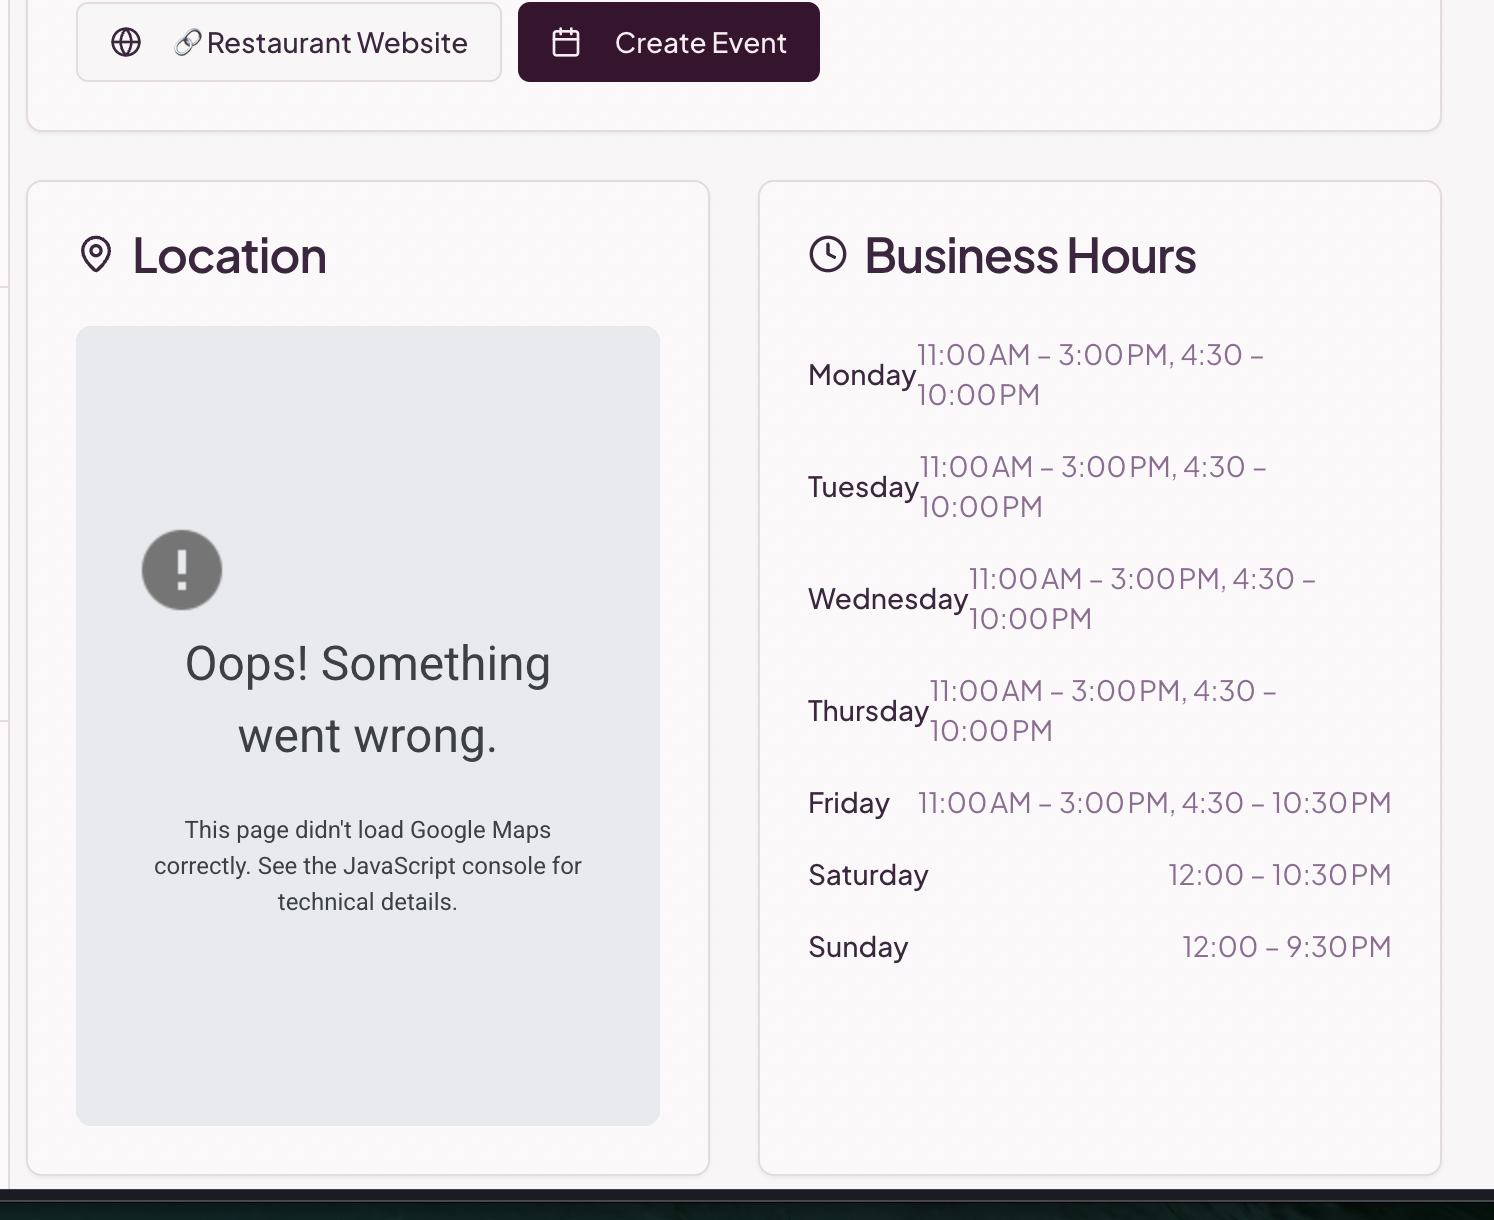 🔗 Restaurant Website
Create Event
Location
Oops! Something
went wrong.
This page didn't load Google Maps
correctly. See the JavaScript console for
technical details.
Business Hours
Monday 11:00 AM – 3:00 PM, 4:30 –
10:00 PM
Tuesday 11:00 AM – 3:00 PM, 4:30 –
10:00 PM
Wednesday 11:00 AM – 3:00 PM, 4:30 –
10:00 PM
Thursday 11:00 AM – 3:00 PM, 4:30 –
10:00 PM
Friday 11:00 AM – 3:00 PM, 4:30 – 10:30 PM
Saturday 12:00 – 10:30 PM
Sunday 12:00 – 9:30 PM